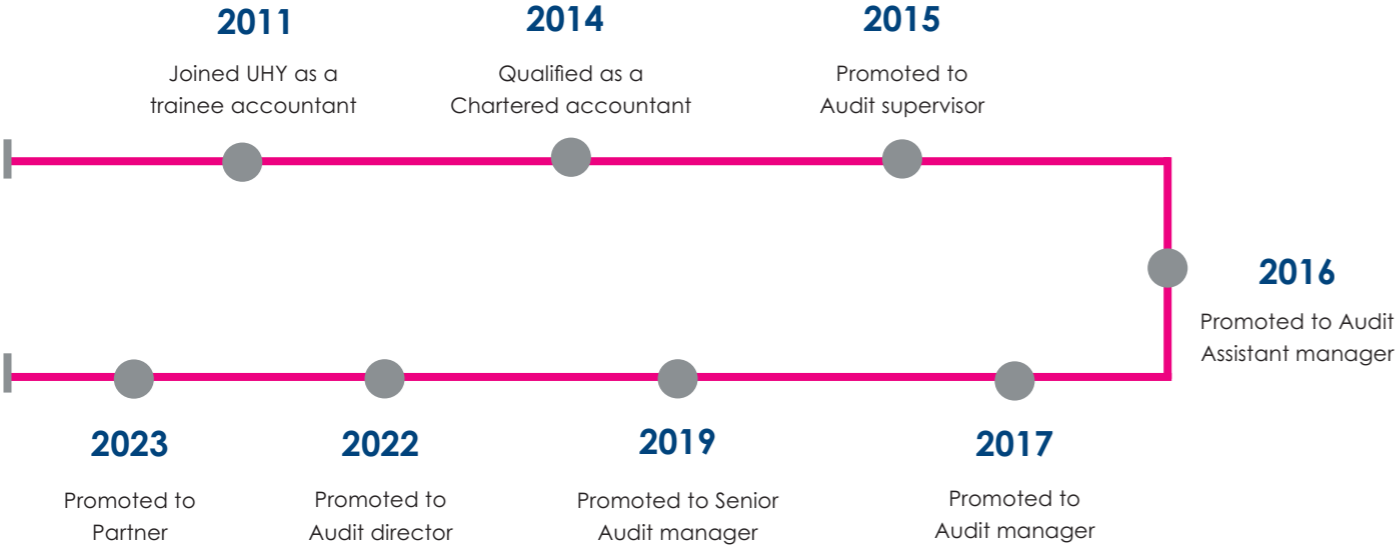 2011
Joined UHY as a
trainee accountant
2014
Qualified as a
Chartered accountant
2015
Promoted to
Audit supervisor
2016
Promoted to Audit
Assistant manager
2017
Promoted to
Audit manager
2019
Promoted to Senior
Audit manager
2022
Promoted to
Audit director
2023
Promoted to
Partner